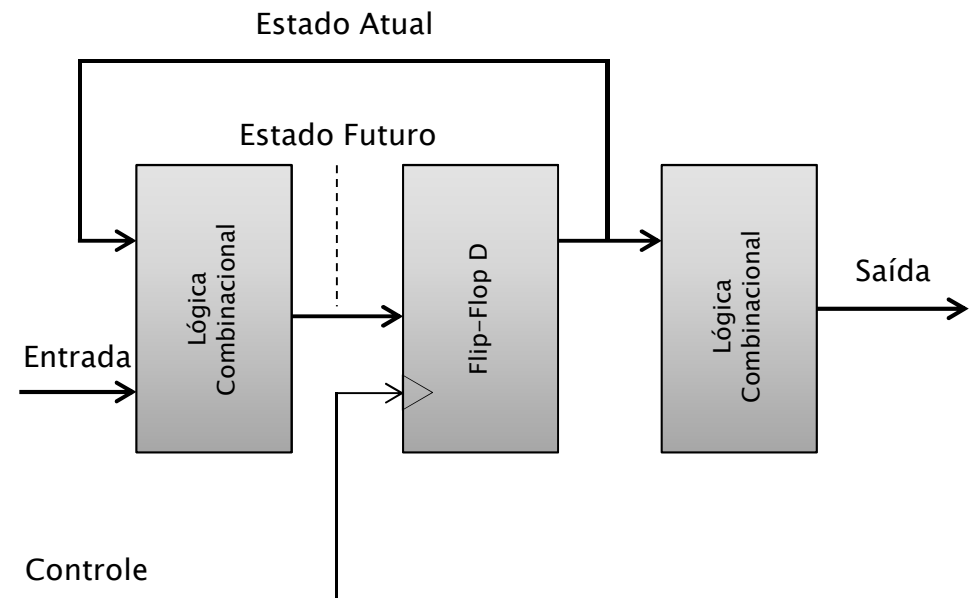 Estado Atual
Estado Futuro
Lógica
Combinacional
Flip-Flop D
Lógica
Combinacional
Saída
Entrada
Controle